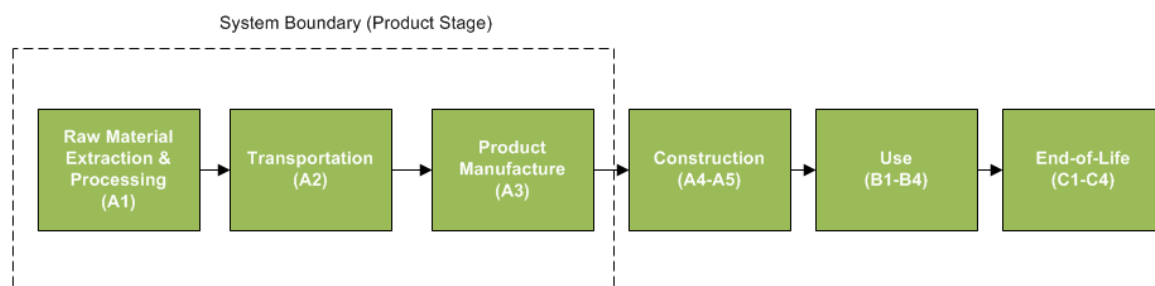 System Boundary (Product Stage)
Raw Material
Extraction &
Processing
(A1)
Transportation
(A2)
Product
Manufacture
(A3)
Construction
(A4-A5)
Use
(B1-B4)
End-of-Life
(C1-C4)